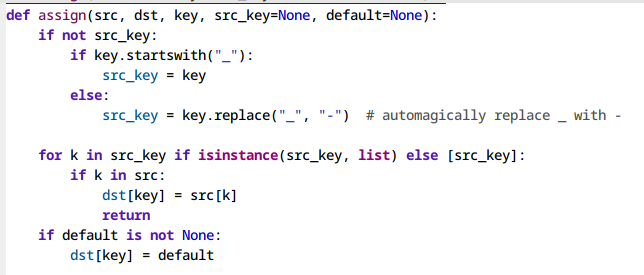 def assign(src, dst, key, src_key=None, default=None):
    if not src_key:
        if key.startswith("_"):
            src_key = key
        else:
            src_key = key.replace("_", "-")  # automagically replace _ with -

    for k in src_key if isinstance(src_key, list) else [src_key]:
        if k in src:
            dst[key] = src[k]
            return
    if default is not None:
        dst[key] = default